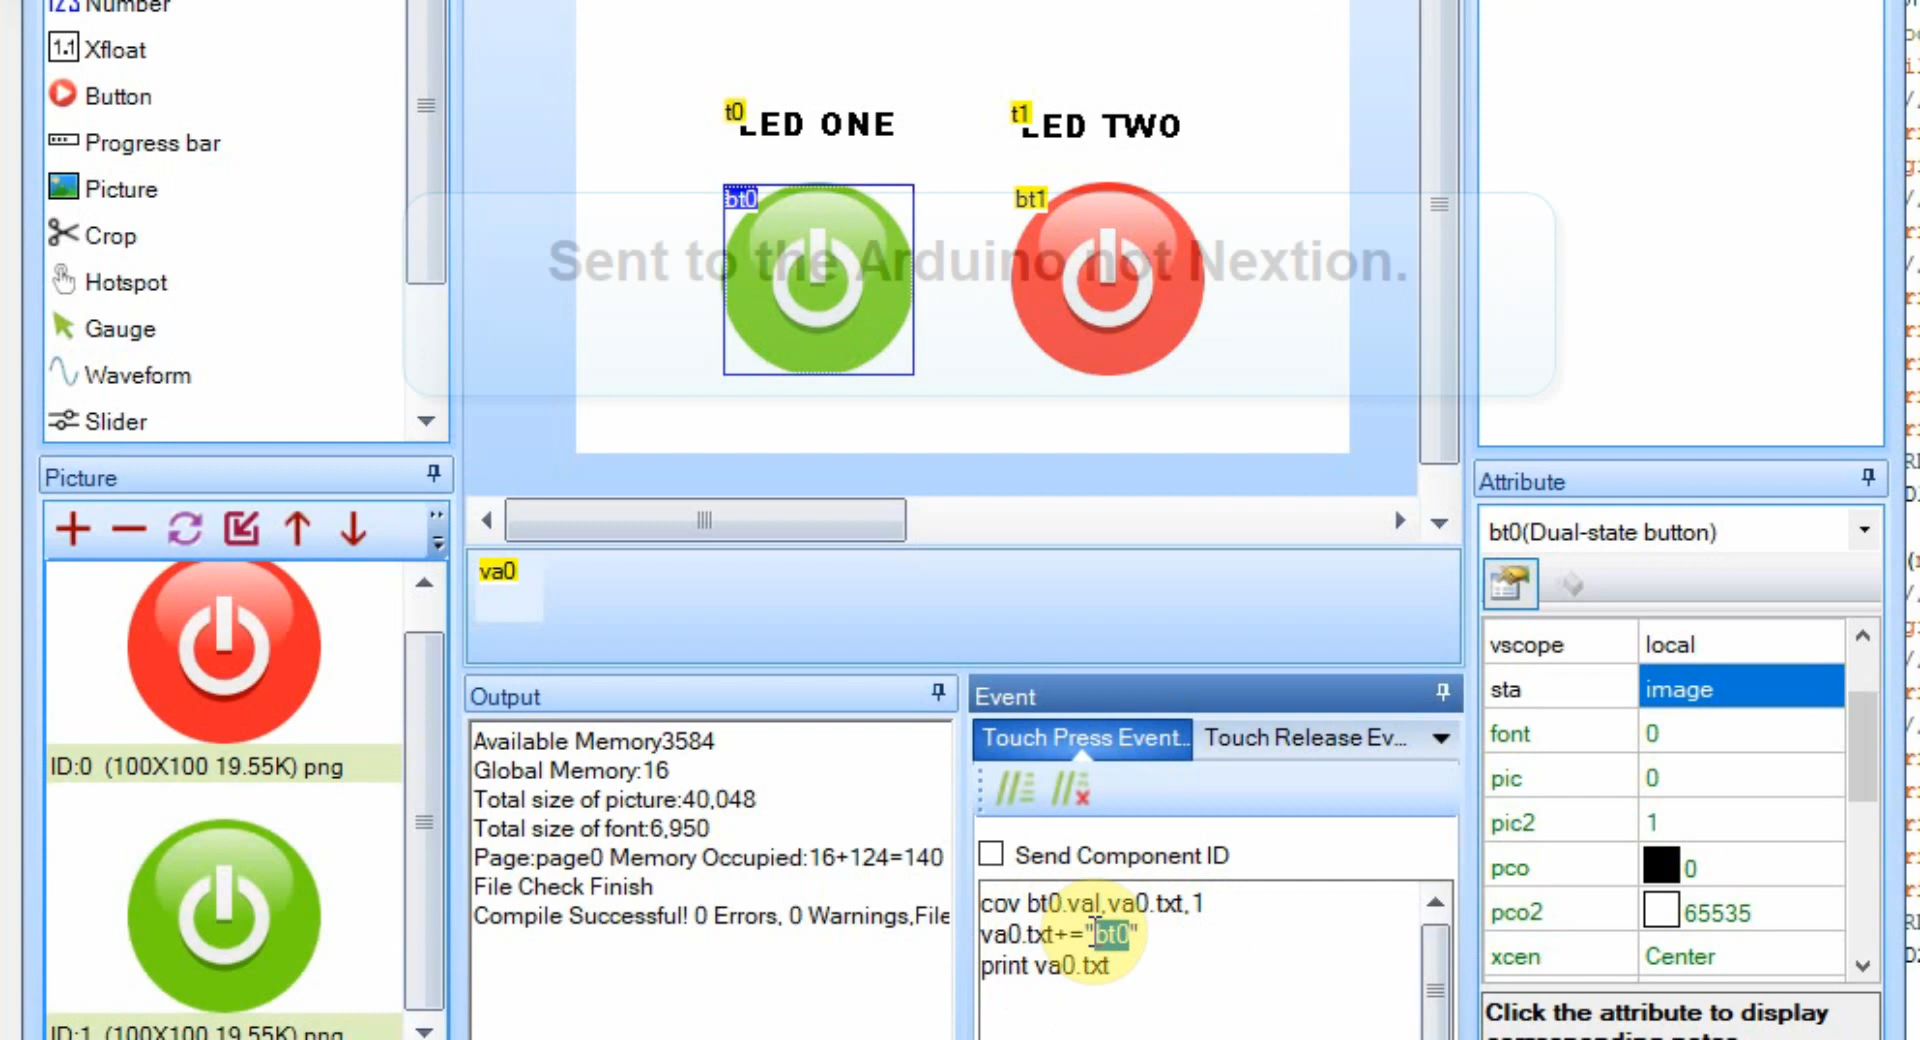 Number
1.1 Xfloat
Button
Progress bar
Picture
Crop
Hotspot
Gauge
Waveform
Slider
t0
LED ONE
t1
LED TWO
bt0
bt1
Sent to the Arduino not Nextion.
Picture
ID:0 (100X100 19.55K) png
ID:1 (100X100 19.55K) png
va0
Output
Available Memory3584
Global Memory:16
Total size of picture:40,048
Total size of font:6,950
Page:page0 Memory Occupied:16+124=140
File Check Finish
Compile Successful! 0 Errors, 0 Warnings,File
Event
Touch Press Event... Touch Release Ev...
Send Component ID
cov bt0.val,va0.txt,1
va0.txt+="bt0"
print va0.txt
Attribute
bt0(Dual-state button)
vscope local
sta image
font 0
pic 0
pic2 1
pco 0
pco2 65535
xcen Center
Click the attribute to display